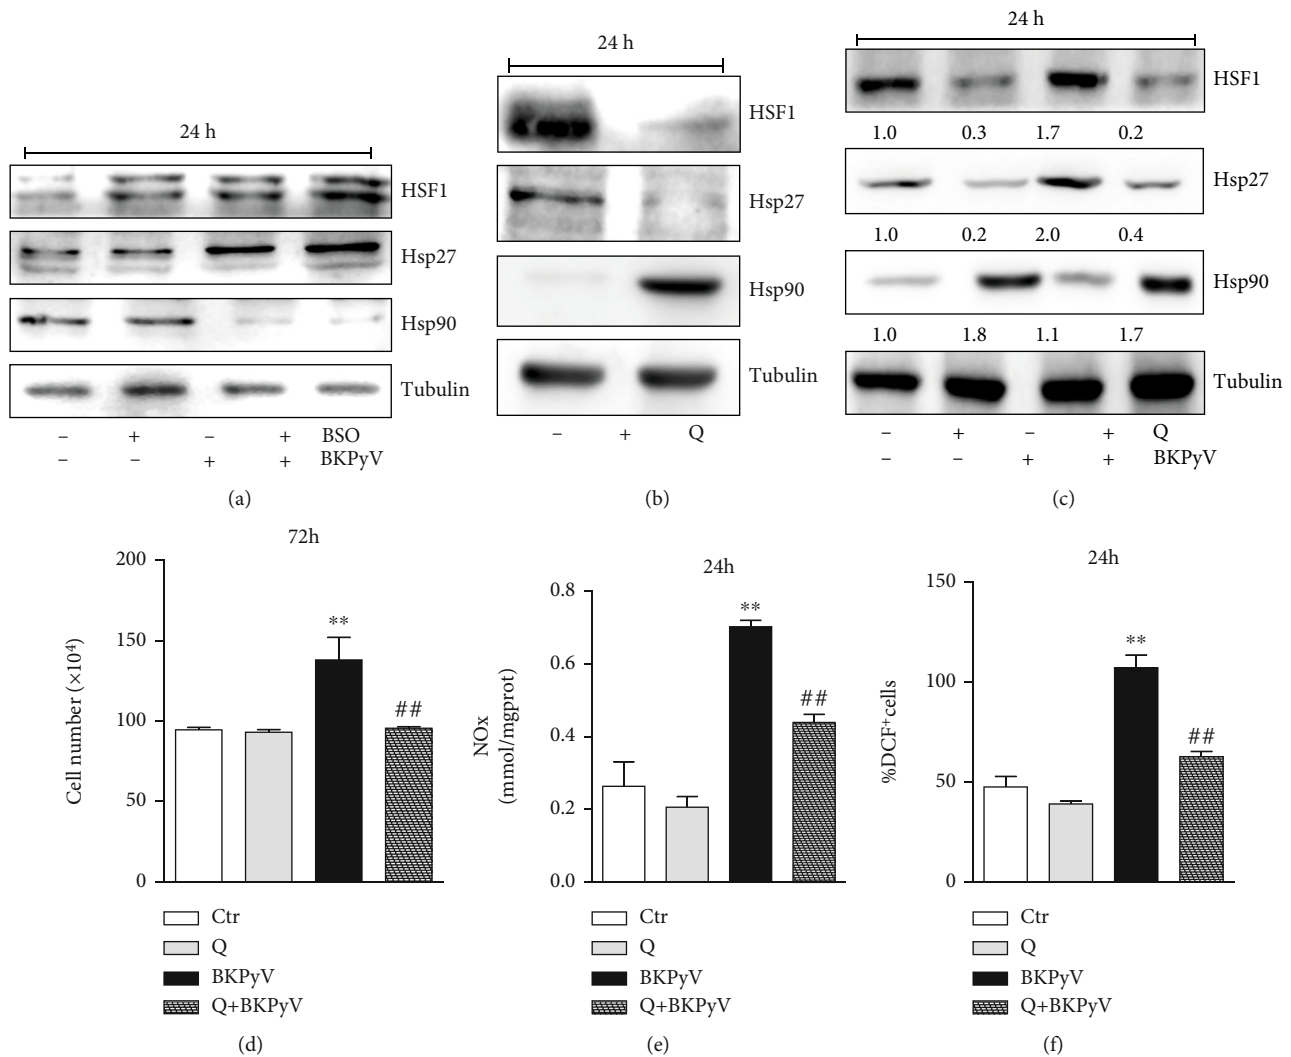 24 h
HSF1
Hsp27
Hsp90
Tubulin
– + – + BSO
– – + + BKPyV
(a)
24 h
HSF1
Hsp27
Hsp90
Tubulin
– + Q
(b)
24 h
HSF1
1.0 0.3 1.7 0.2
Hsp27
1.0 0.2 2.0 0.4
Hsp90
1.0 1.8 1.1 1.7
Tubulin
– + – + Q
– – + + BKPyV
(c)
72h
Cell number (×10⁴)
200
150
100
50
0
**
##
Ctr
Q
BKPyV
Q+BKPyV
(d)
24h
NOx
(mmol/mgprot)
0.8
0.6
0.4
0.2
0.0
**
##
Ctr
Q
BKPyV
Q+BKPyV
(e)
24h
%DCF⁺cells
150
100
50
0
**
##
Ctr
Q
BKPyV
Q+BKPyV
(f)